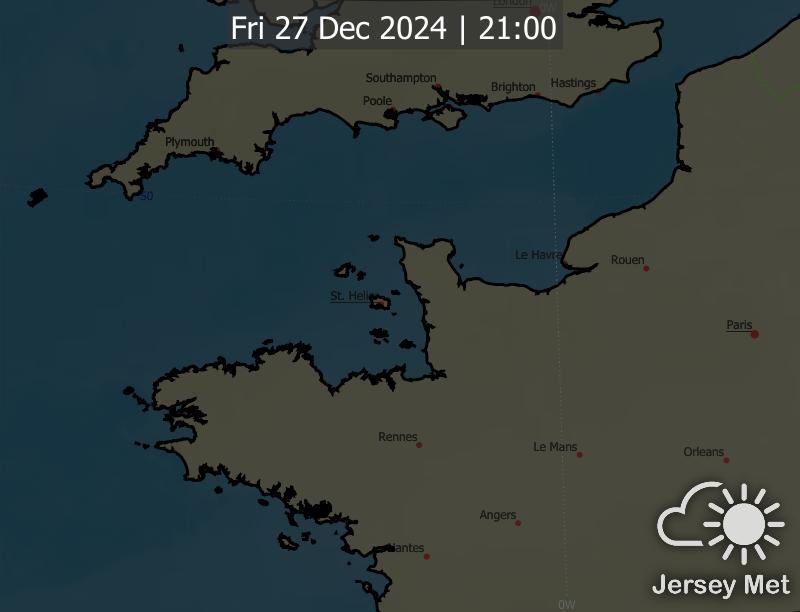 London
0W
Fri 27 Dec 2024 | 21:00
Southampton
Brighton
Hastings
Poole
Plymouth
50
Le Havre
Rouen
St. Helier
Paris
Rennes
Le Mans
Orleans
Angers
Nantes
Jersey Met
0W